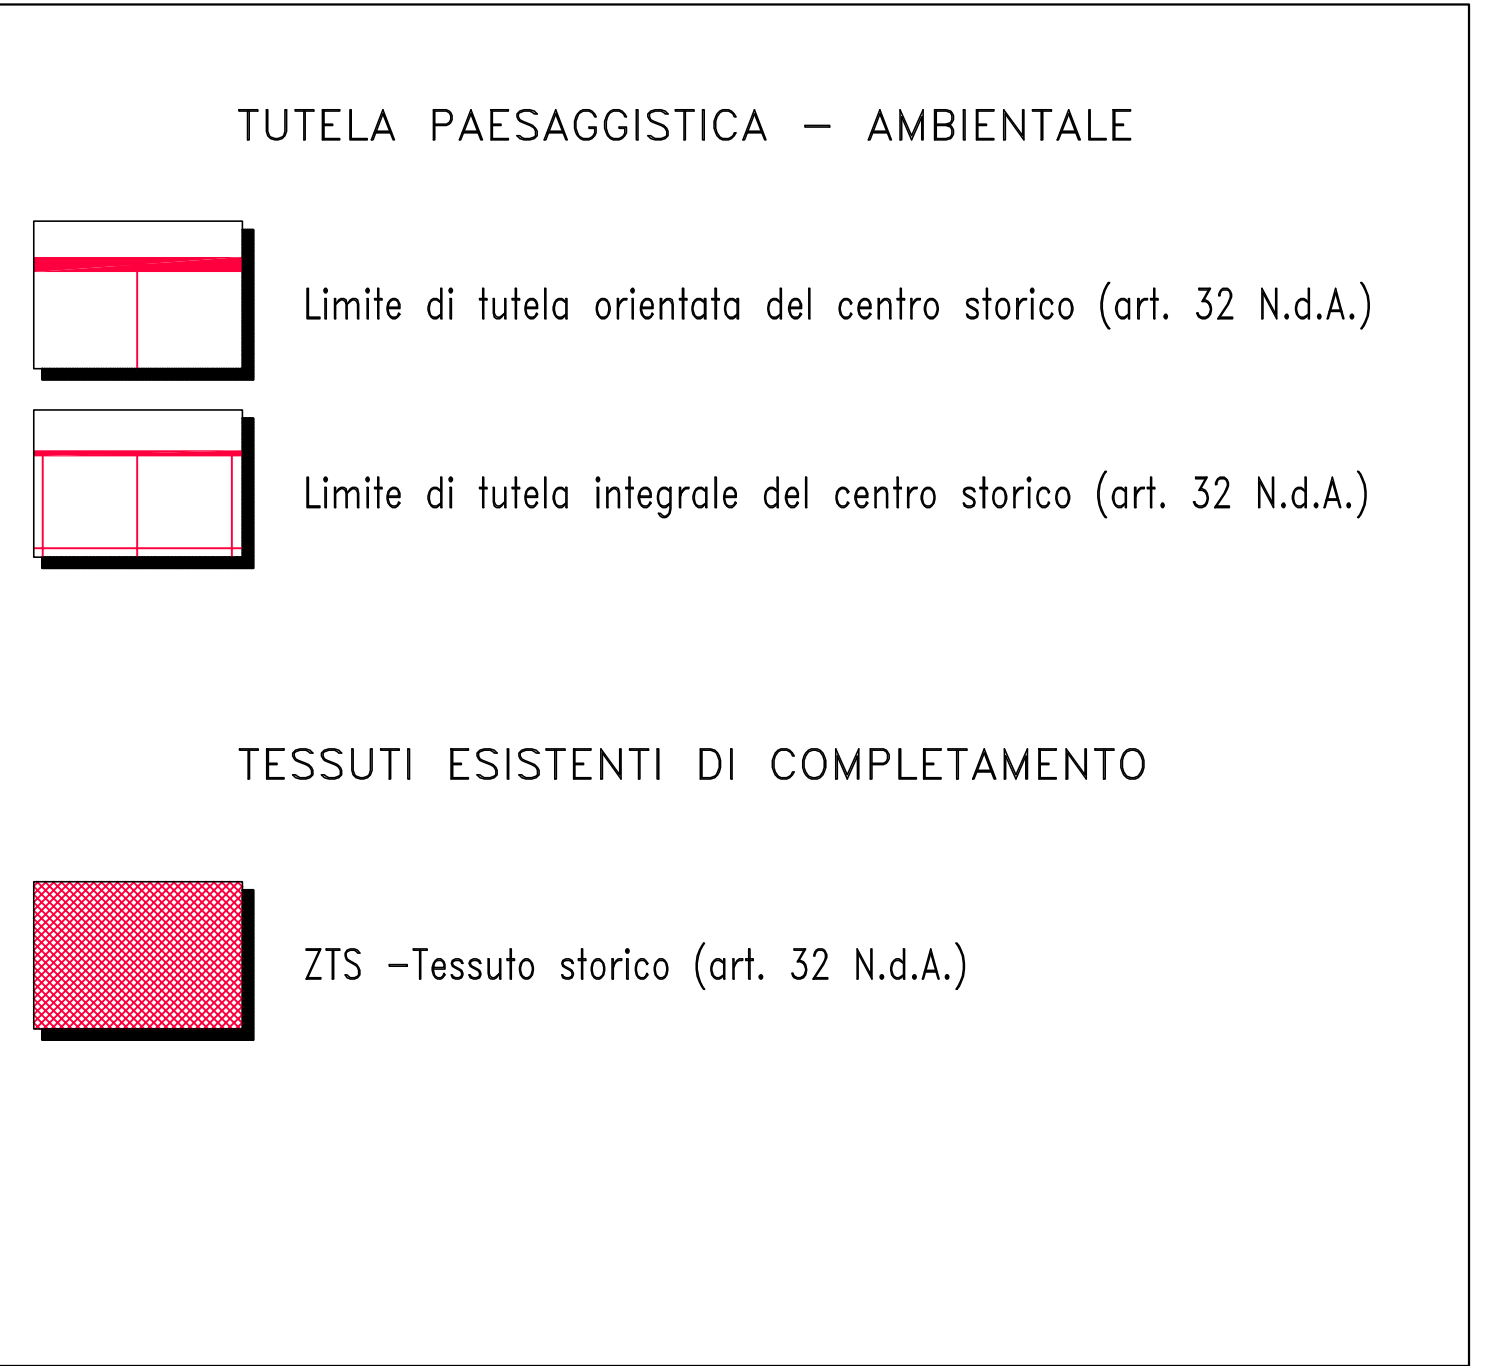 TUTELA PAESAGGISTICA – AMBIENTALE
Limite di tutela orientata del centro storico (art. 32 N.d.A.)
Limite di tutela integrale del centro storico (art. 32 N.d.A.)
TESSUTI ESISTENTI DI COMPLETAMENTO
ZTS –Tessuto storico (art. 32 N.d.A.)